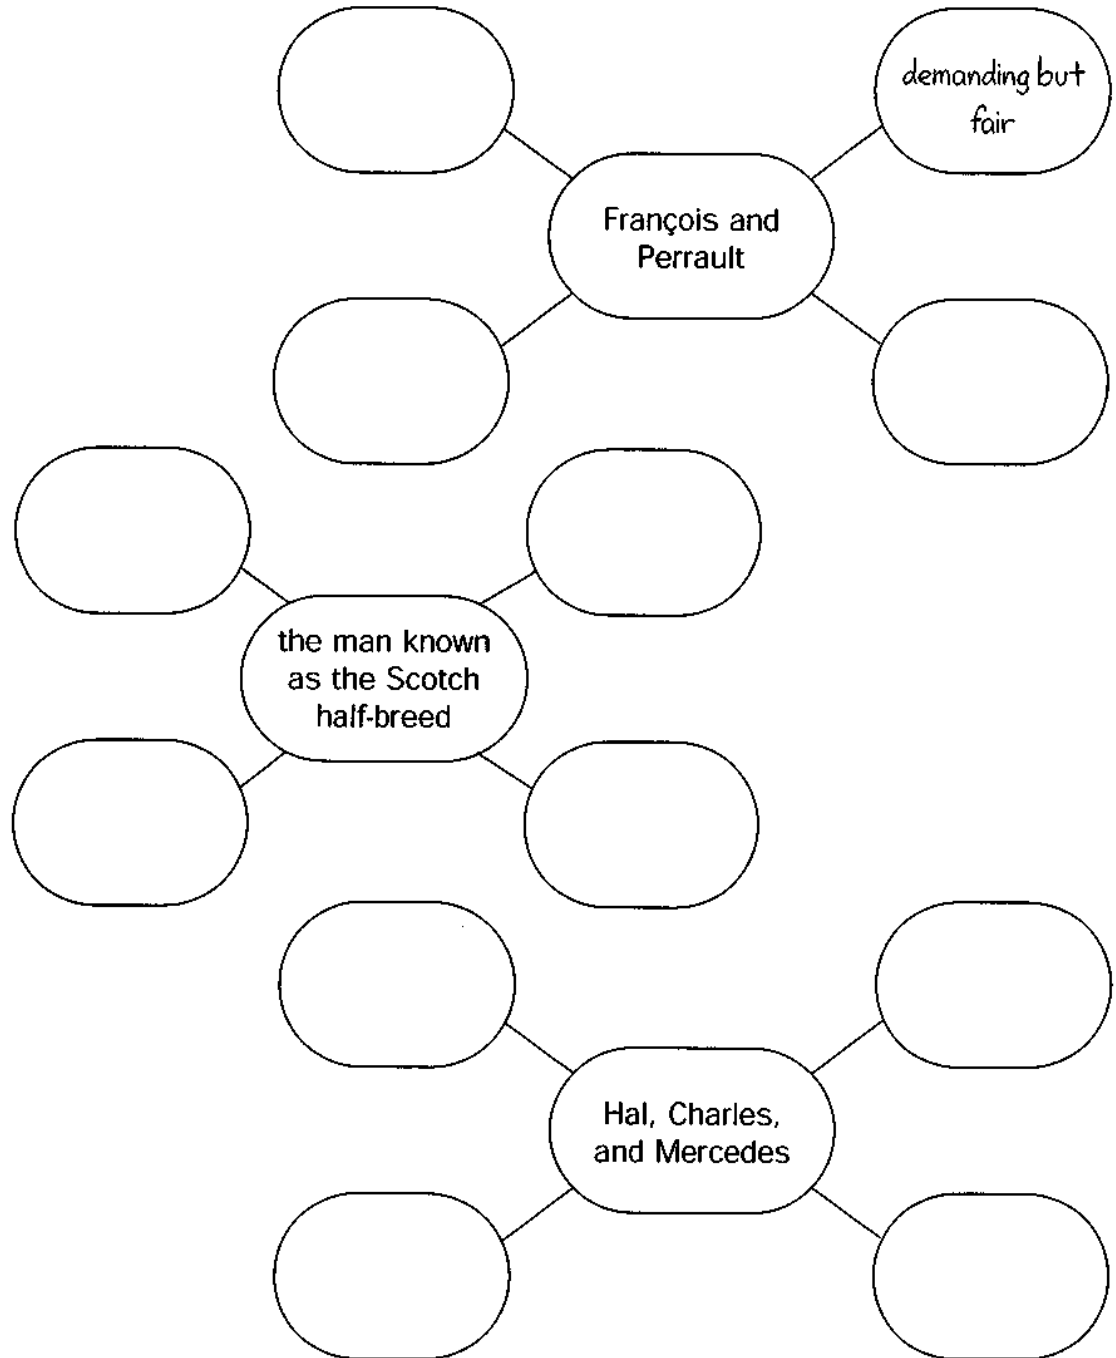 demanding but
fair
François and
Perrault
the man known
as the Scotch
half-breed
Hal, Charles,
and Mercedes